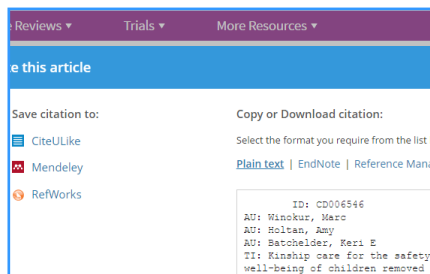 Reviews ▾ Trials ▾ More Resources ▾
this article
Save citation to:
CiteULike
Mendeley
RefWorks
Copy or Download citation:
Select the format you require from the list
Plain text | EndNote | Reference
ID: CD006546
AU: Winokur, Marc
AU: Holtan, Amy
AU: Batchelder, Keri E
TI: Kinship care for the safety
well-being of children removed